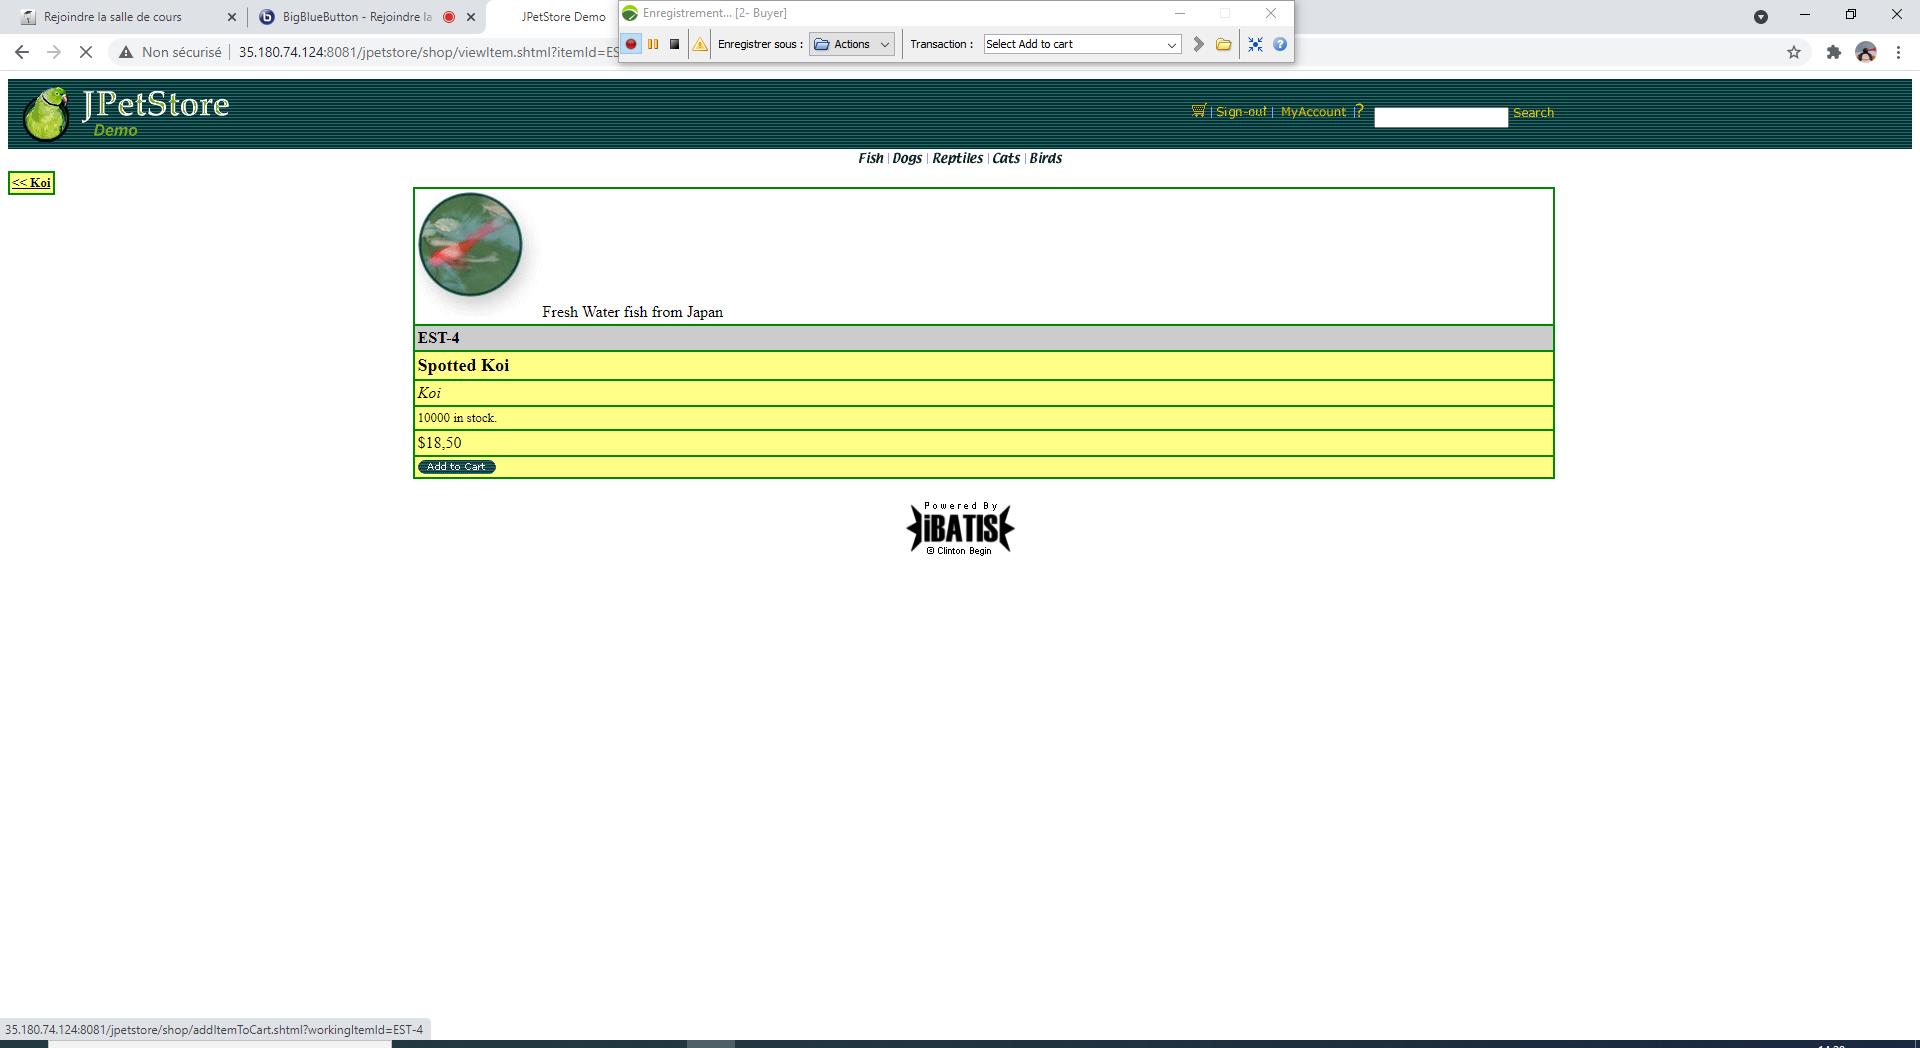 Rejoindre la salle de cours
BigBlueButton - Rejoindre la
JPetStore Demo
Enregistrement... [2- Buyer]
Enregistrer sous :
Actions
Transaction :
Select Add to cart
Non sécurisé
35.180.74.124:8081/jpetstore/shop/viewItem.shtml?itemId=ES
JPetStore
Demo
| Sign-out | MyAccount | ?
Search
Fish | Dogs | Reptiles | Cats | Birds
<< Koi
Fresh Water fish from Japan
EST-4
Spotted Koi
Koi
10000 in stock.
$18,50
Add to Cart
Powered By
iBATIS
© Clinton Begin
35.180.74.124:8081/jpetstore/shop/addItemToCart.shtml?workingItemId=EST-4